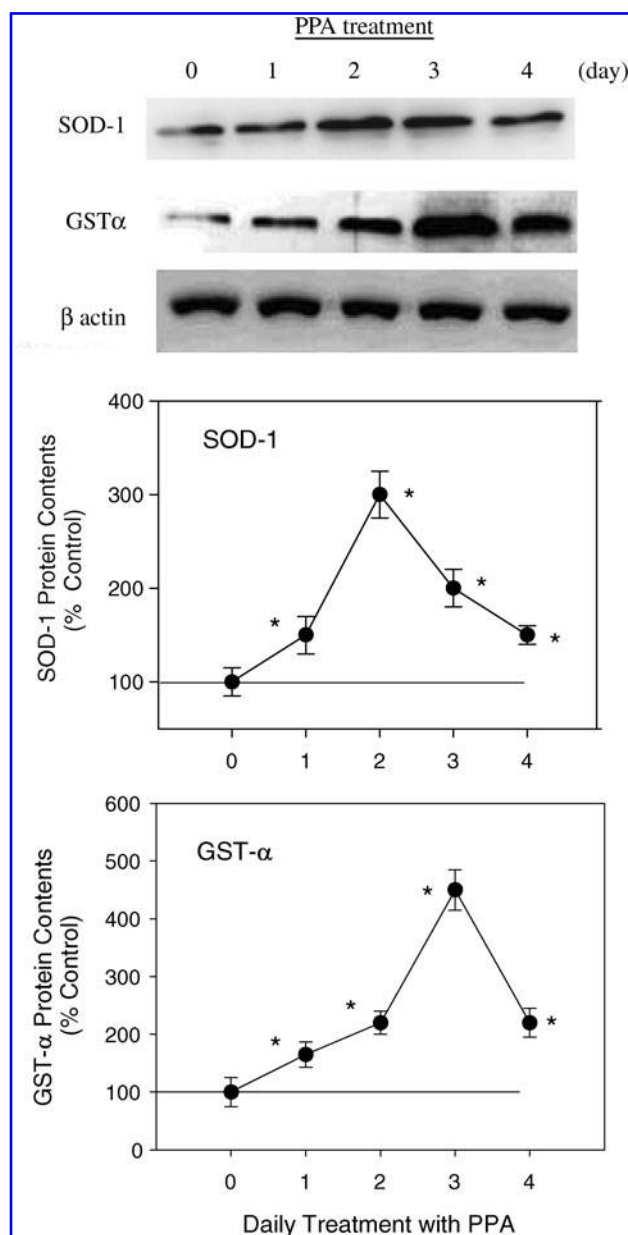 PPA treatment
0 1 2 3 4 (day)
SOD-1
GSTα
β actin
400
SOD-1
300
200
100
SOD-1 Protein Contents
(% Control)
* * * *
0 1 2 3 4
600
GST-α
500
400
300
200
100
0
GST-α Protein Contents
(% Control)
* * * *
0 1 2 3 4
Daily Treatment with PPA